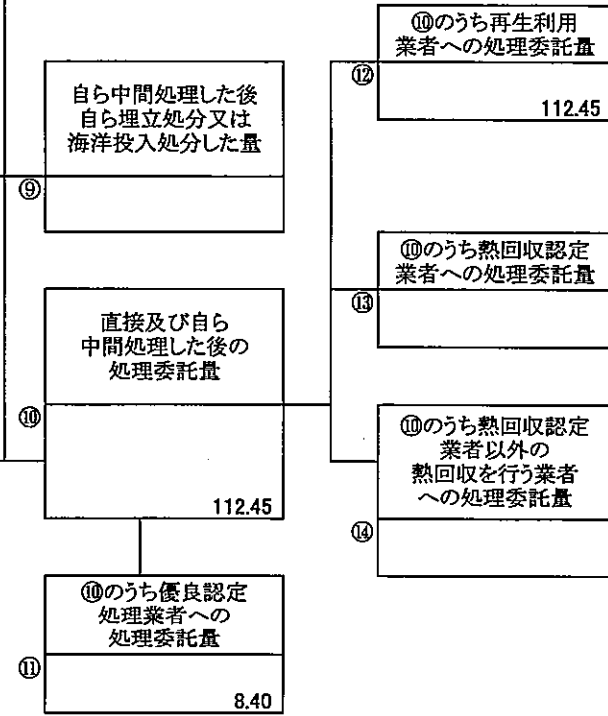 自ら中間処理した後
自ら埋立処分又は
海洋投入処分した量
⑨
直接及び自ら
中間処理した後の
処理委託量
⑩
112.45
⑩のうち優良認定
処理業者への
処理委託量
⑪
8.40
⑩のうち再生利用
業者への処理委託量
⑫
112.45
⑩のうち熱回収認定
業者への処理委託量
⑬
⑩のうち熱回収認定
業者以外の
熱回収を行う業者
への処理委託量
⑭